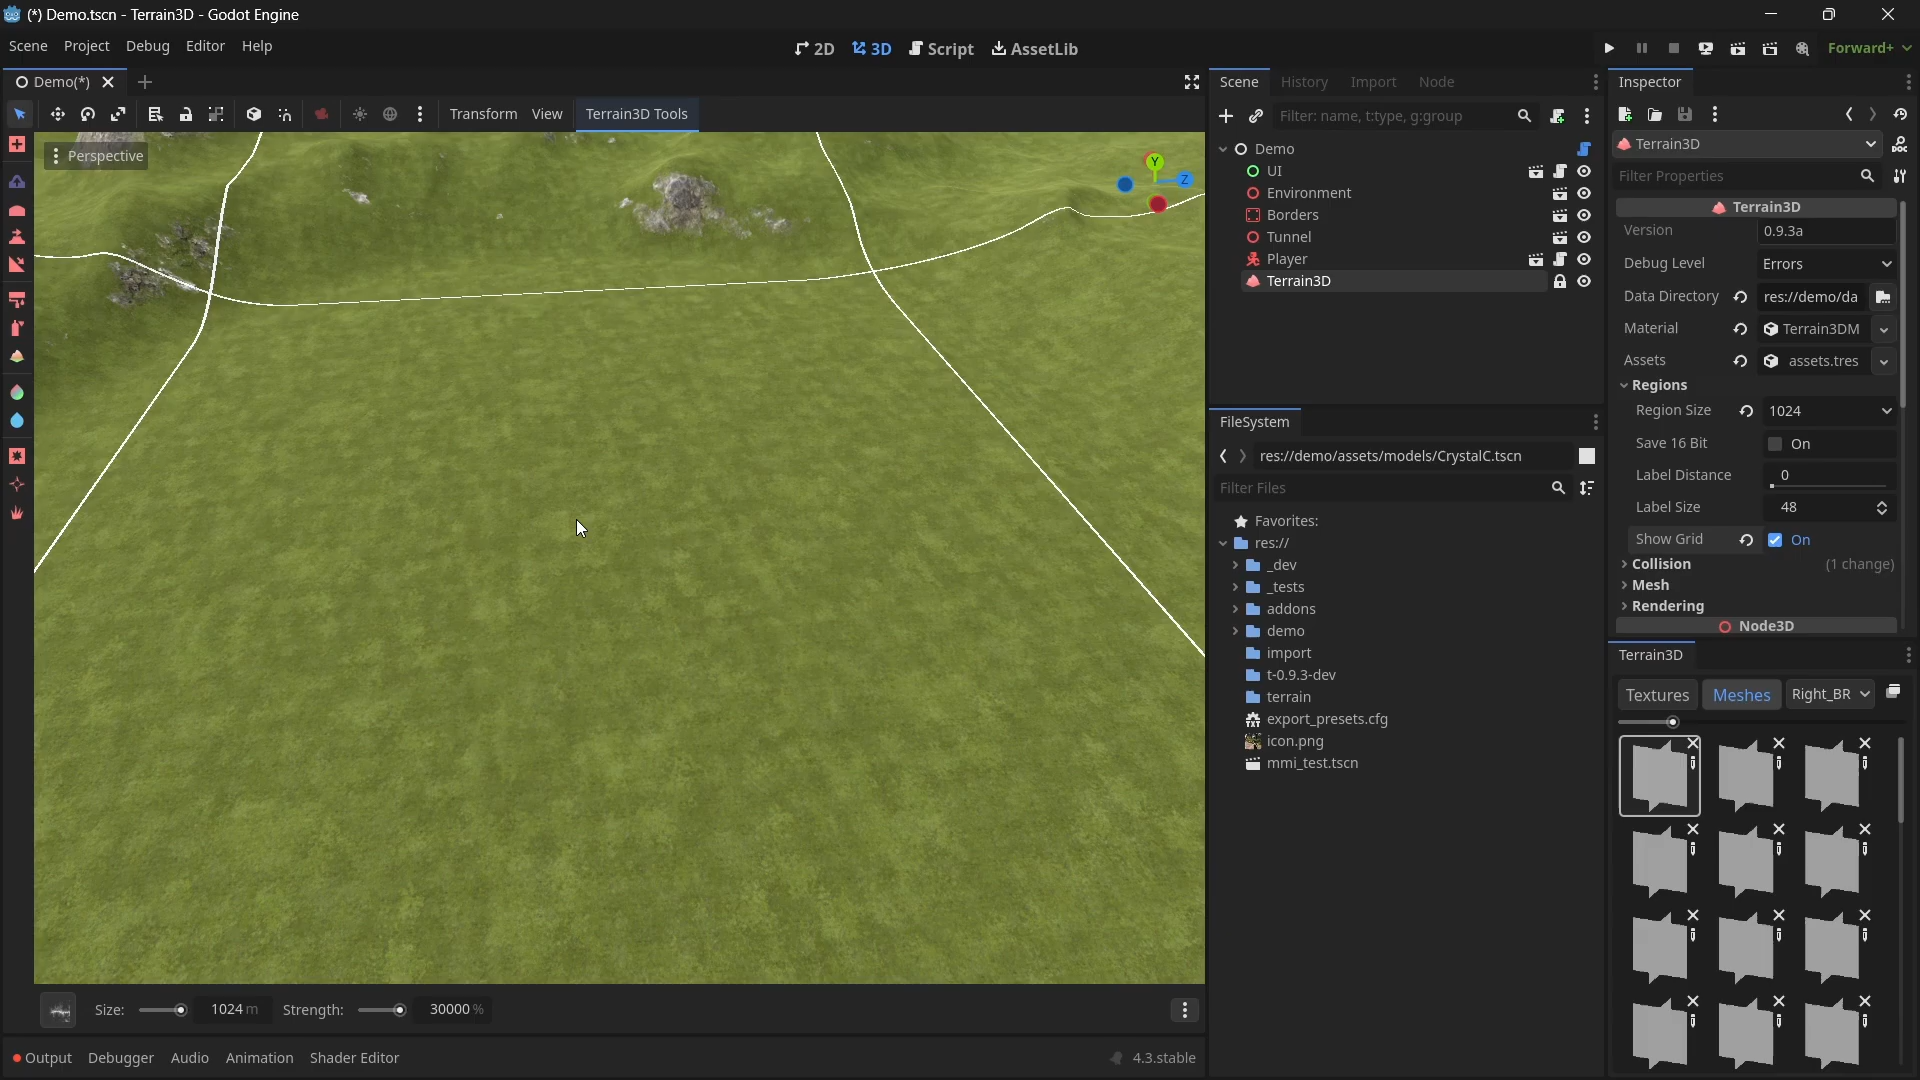 (*) Demo.tscn - Terrain3D - Godot Engine
Scene Project Debug Editor Help
2D 3D Script AssetLib
Forward+
Demo(*)
Transform View Terrain3D Tools
Perspective
Y
Z
Size: 1024 m Strength: 30000 %
Output Debugger Audio Animation Shader Editor
4.3.stable
Scene History Import Node
Filter: name, t:type, g:group
Demo
UI
Environment
Borders
Tunnel
Player
Terrain3D
FileSystem
res://demo/assets/models/CrystalC.tscn
Filter Files
Favorites:
res://
_dev
_tests
addons
demo
import
t-0.9.3-dev
terrain
export_presets.cfg
icon.png
mmi_test.tscn
Inspector
Terrain3D
DOC
Filter Properties
Terrain3D
Version 0.9.3a
Debug Level Errors
Data Directory res://demo/da
Material Terrain3DM
Assets assets.tres
Regions
Region Size 1024
Save 16 Bit On
Label Distance 0
Label Size 48
Show Grid On
Collision (1 change)
Mesh
Rendering
Node3D
Terrain3D
Textures Meshes Right_BR